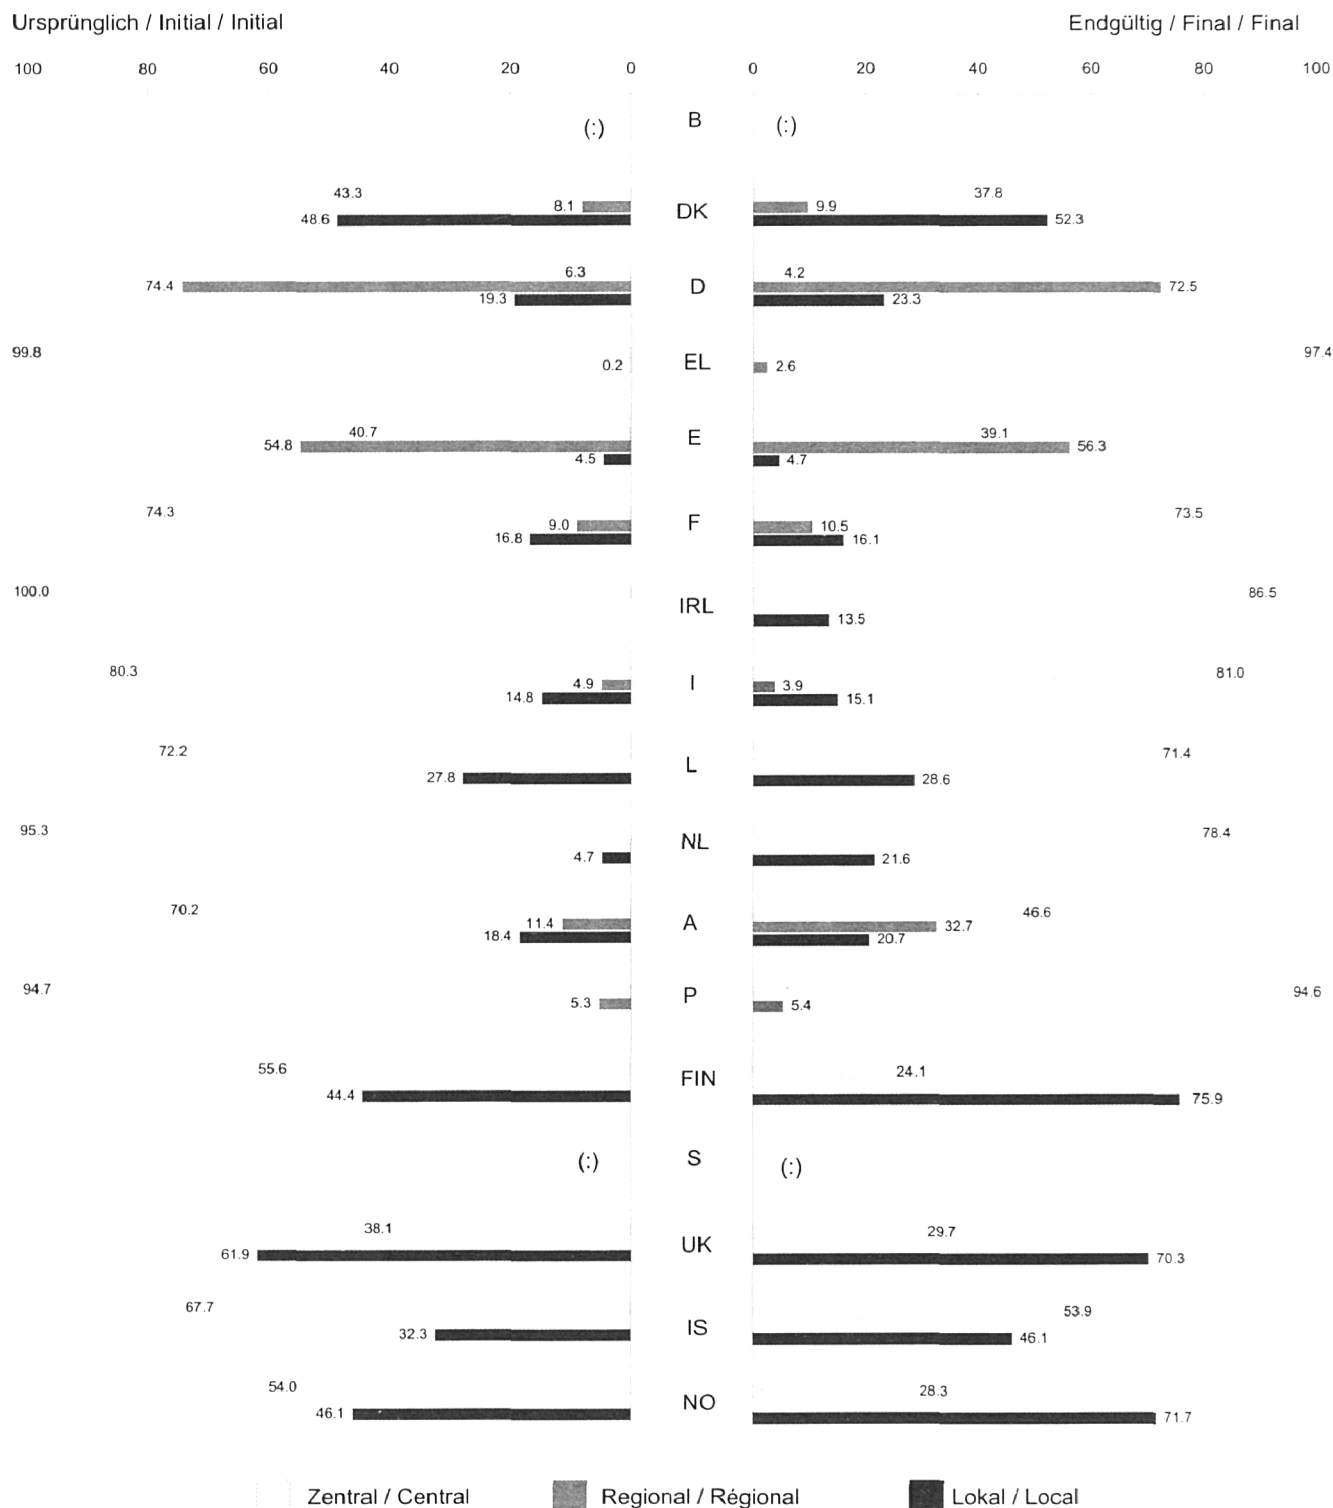 Ursprünglich / Initial / Initial Endgültig / Final / Final
100 80 60 40 20 0 0 20 40 60 80 100
(:) B (:)
43.3 37.8
8.1 DK 9.9
48.6 52.3
6.3 4.2
74.4 D 72.5
19.3 23.3
99.8 97.4
0.2 EL 2.6
40.7 39.1
54.8 E 56.3
4.5 4.7
74.3 73.5
9.0 F 10.5
16.8 16.1
100.0 86.5
IRL 13.5
80.3 81.0
4.9 I 3.9
14.8 15.1
72.2 71.4
27.8 L 28.6
95.3 78.4
4.7 NL 21.6
70.2 46.6
11.4 A 32.7
18.4 20.7
94.7 94.6
5.3 P 5.4
55.6 24.1
44.4 FIN 75.9
(:) S (:)
38.1 29.7
61.9 UK 70.3
67.7 53.9
32.3 IS 46.1
54.0 28.3
46.1 NO 71.7
Zentral / Central Regional / Régional Lokal / Local